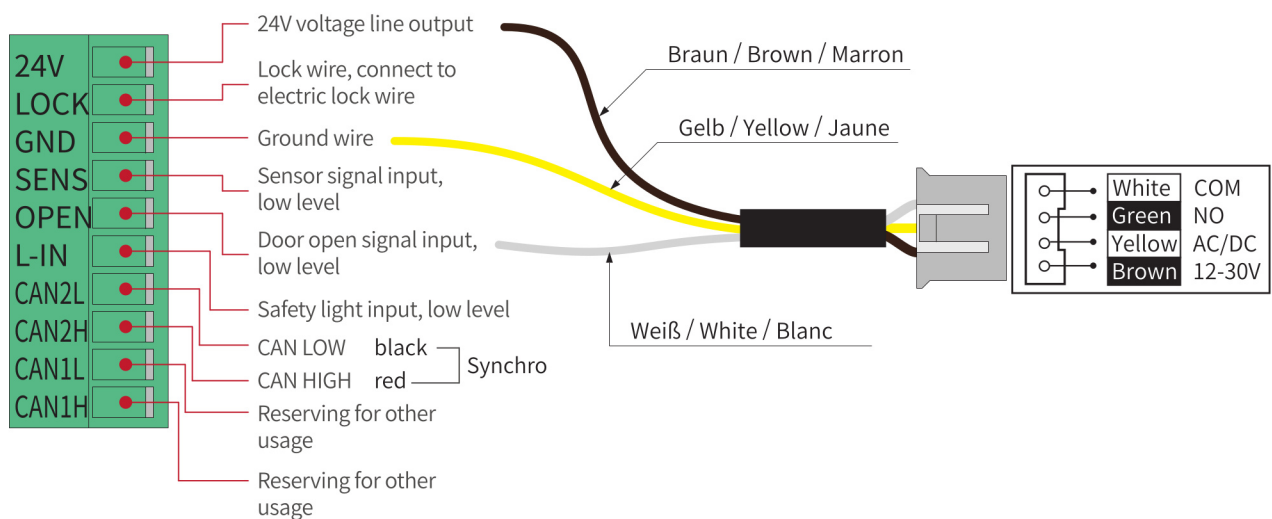 24V
LOCK
GND
SENS
OPEN
L-IN
CAN2L
CAN2H
CAN1L
CAN1H
24V voltage line output
Lock wire, connect to
electric lock wire
Ground wire
Sensor signal input,
low level
Door open signal input,
low level
Safety light input, low level
CAN LOW black
CAN HIGH red
Synchro
Reserving for other
usage
Reserving for other
usage
Braun / Brown / Marron
Gelb / Yellow / Jaune
Weiß / White / Blanc
White COM
Green NO
Yellow AC/DC
Brown 12-30V